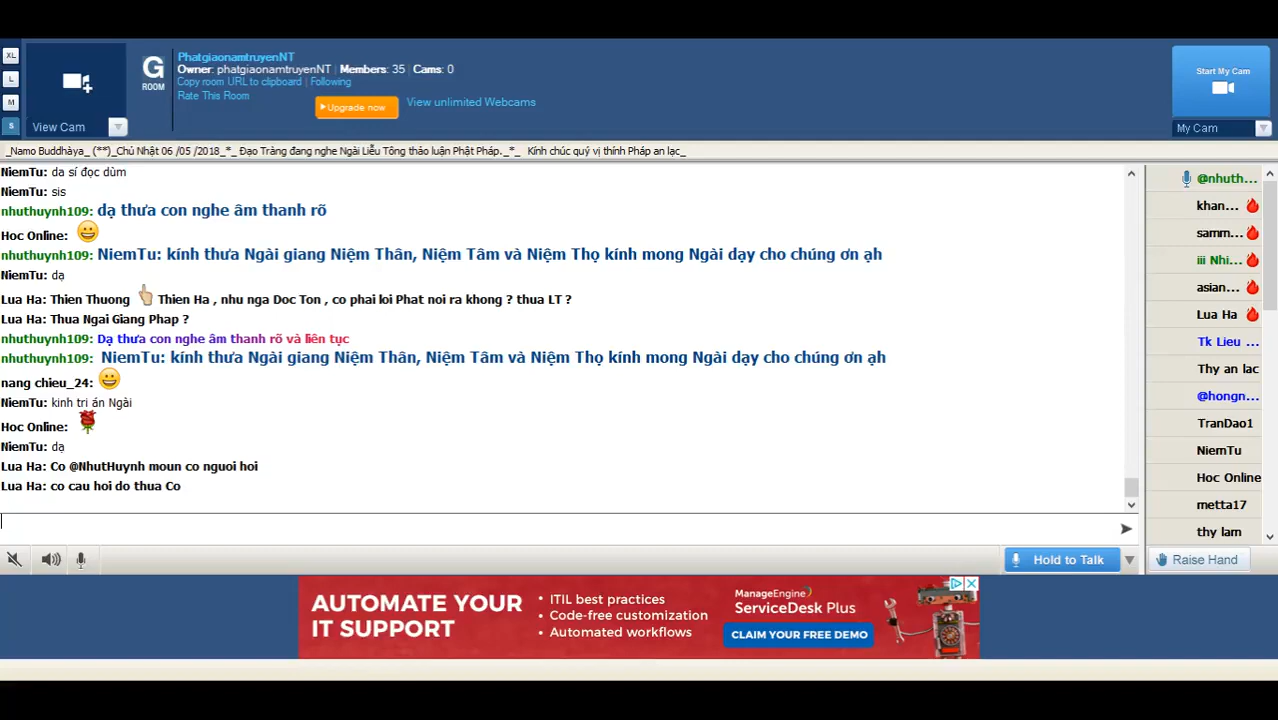 XL
L
M
S
View Cam
G
ROOM
PhatgiaonamtruyenNT
Owner: phatgiaonamtruyenNT | Members: 35 | Cams: 0
Copy room URL to clipboard | Following
Rate This Room
Upgrade now
View unlimited Webcams
Start My Cam
My Cam
_Namo Buddhàya_ (**)_Chủ Nhật 06 /05 /2018_*_ Đạo Tràng đang nghe Ngài Liễu Tông thảo luận Phật Pháp._*_ Kính chúc quý vị thính Pháp an lạc_
NiemTu: da sí đọc dùm
NiemTu: sis
nhuthuynh109: dạ thưa con nghe âm thanh rõ
Hoc Online:
nhuthuynh109: NiemTu: kính thưa Ngài giang Niệm Thân, Niệm Tâm và Niệm Thọ kính mong Ngài dạy cho chúng ơn ạh
NiemTu: dạ
Lua Ha: Thien Thuong Thien Ha , nhu nga Doc Ton , co phai loi Phat noi ra khong ? thua LT ?
Lua Ha: Thua Ngai Giang Phap ?
nhuthuynh109: Dạ thưa con nghe âm thanh rõ và liên tục
nhuthuynh109: NiemTu: kính thưa Ngài giang Niệm Thân, Niệm Tâm và Niệm Thọ kính mong Ngài dạy cho chúng ơn ạh
nang chieu_24:
NiemTu: kinh tri án Ngài
Hoc Online:
NiemTu: dạ
Lua Ha: Co @NhutHuynh moun co nguoi hoi
Lua Ha: co cau hoi do thua Co
@nhuth...
khan...
samm...
iii Nhi...
asian...
Lua Ha
Tk Lieu ...
Thy an lac
@hongn...
TranDao1
NiemTu
Hoc Online
metta17
thy lam
Hold to Talk
Raise Hand
AUTOMATE YOUR
IT SUPPORT
• ITIL best practices
• Code-free customization
• Automated workflows
ManageEngine
ServiceDesk Plus
CLAIM YOUR FREE DEMO